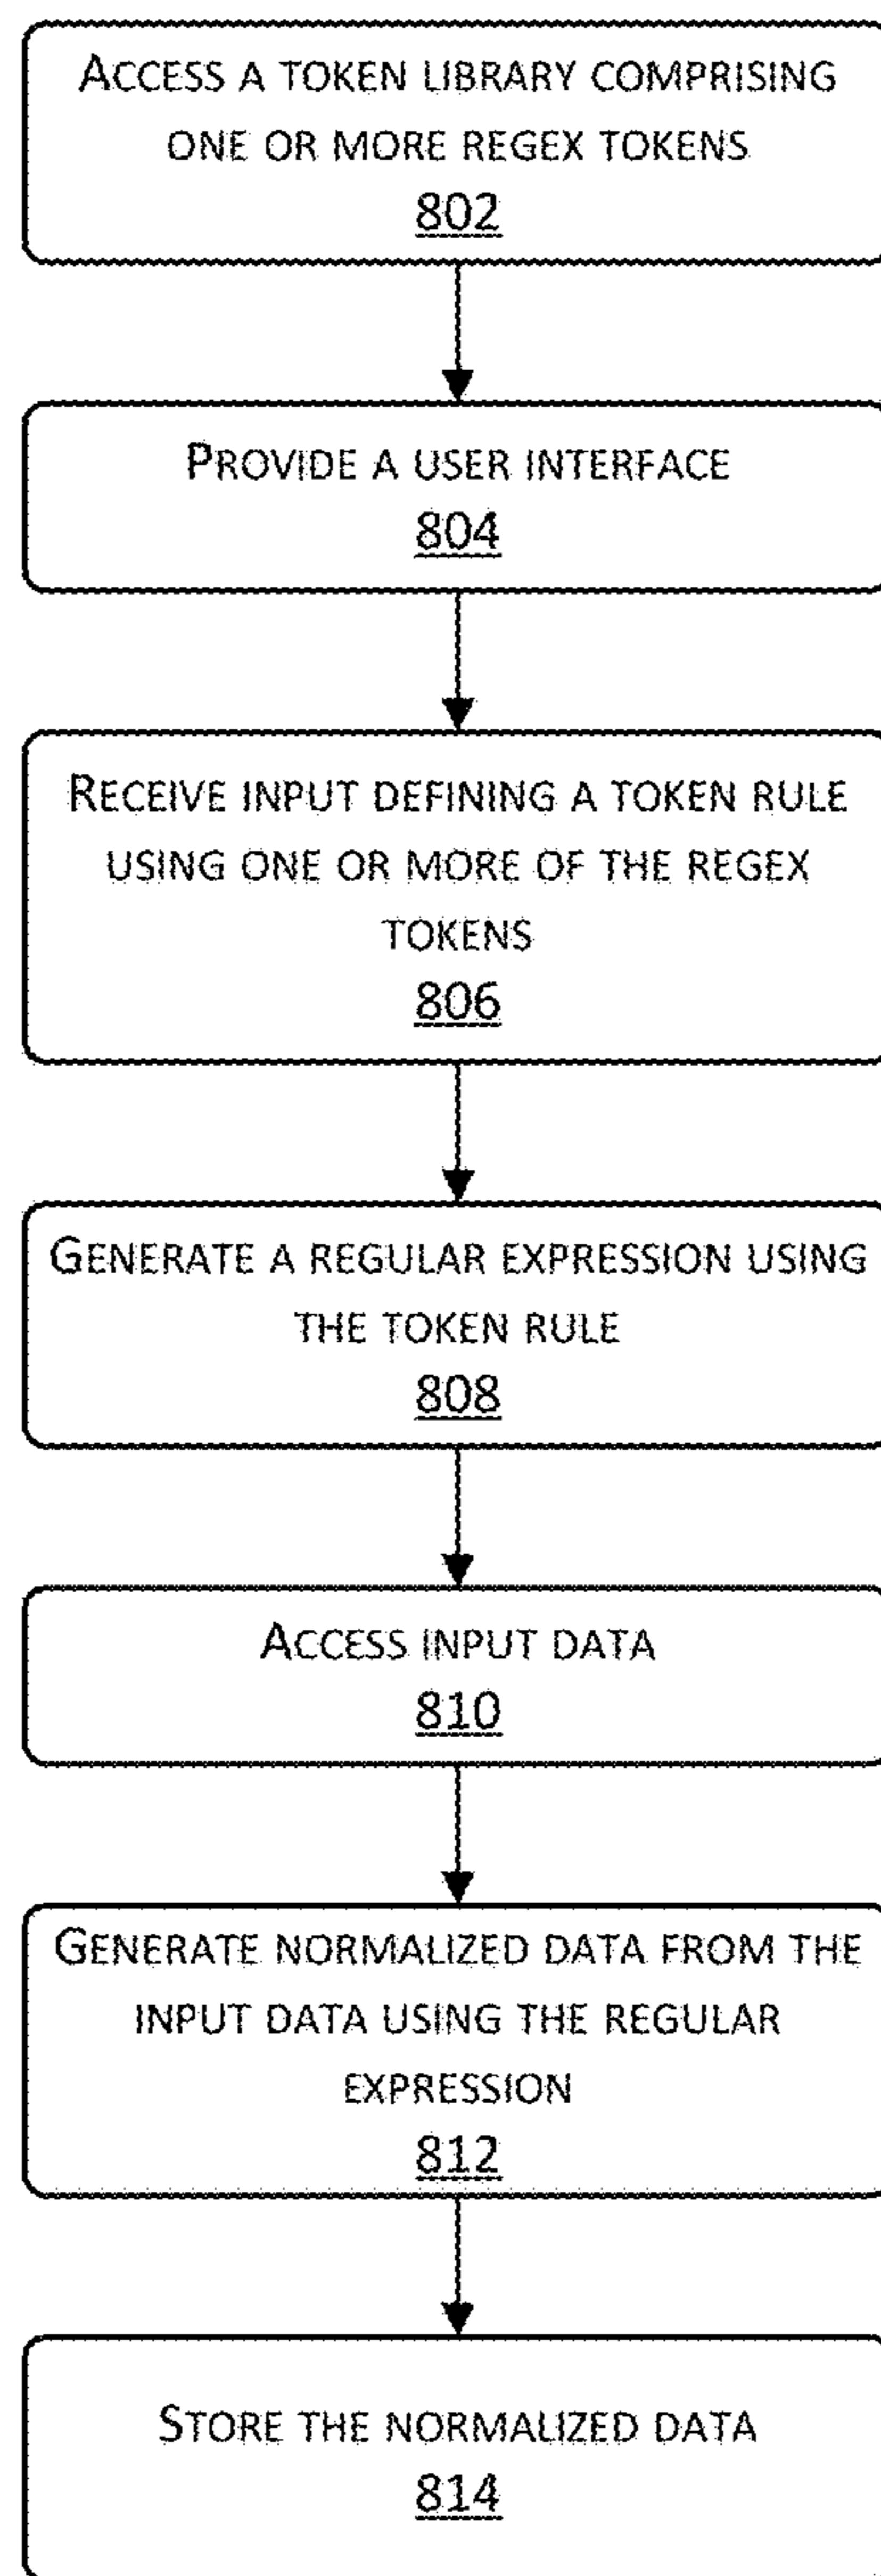 ACCESS A TOKEN LIBRARY COMPRISING
ONE OR MORE REGEX TOKENS
802
PROVIDE A USER INTERFACE
804
RECEIVE INPUT DEFINING A TOKEN RULE
USING ONE OR MORE OF THE REGEX
TOKENS
806
GENERATE A REGULAR EXPRESSION USING
THE TOKEN RULE
808
ACCESS INPUT DATA
810
GENERATE NORMALIZED DATA FROM THE
INPUT DATA USING THE REGULAR
EXPRESSION
812
STORE THE NORMALIZED DATA
814